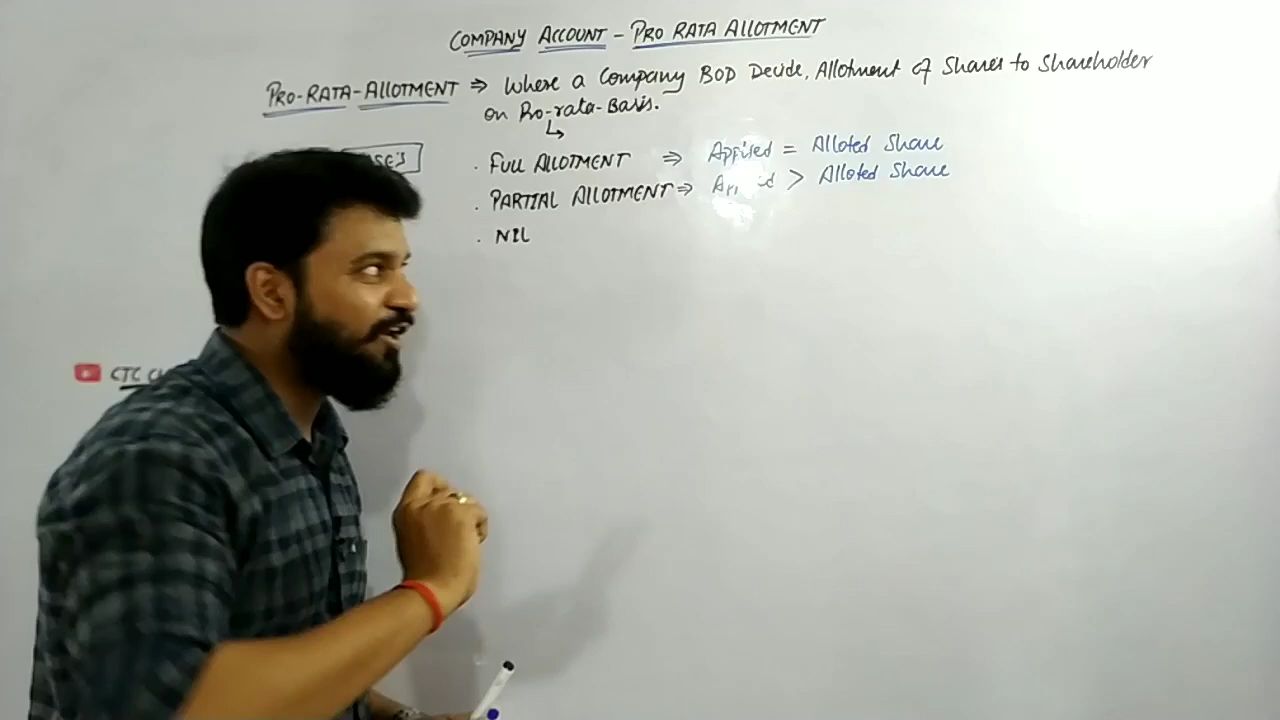 COMPANY ACCOUNT - PRO RATA ALLOTMENT
PRO-RATA-ALLOTMENT ⇒ Where a Company BOD Decide, Allotment of Shares to Shareholder
on Pro-rata-Basis.
. FULL ALLOTMENT ⇒ Applied = Alloted Share
. PARTIAL ALLOTMENT ⇒ > Alloted Share
. NIL
CTC